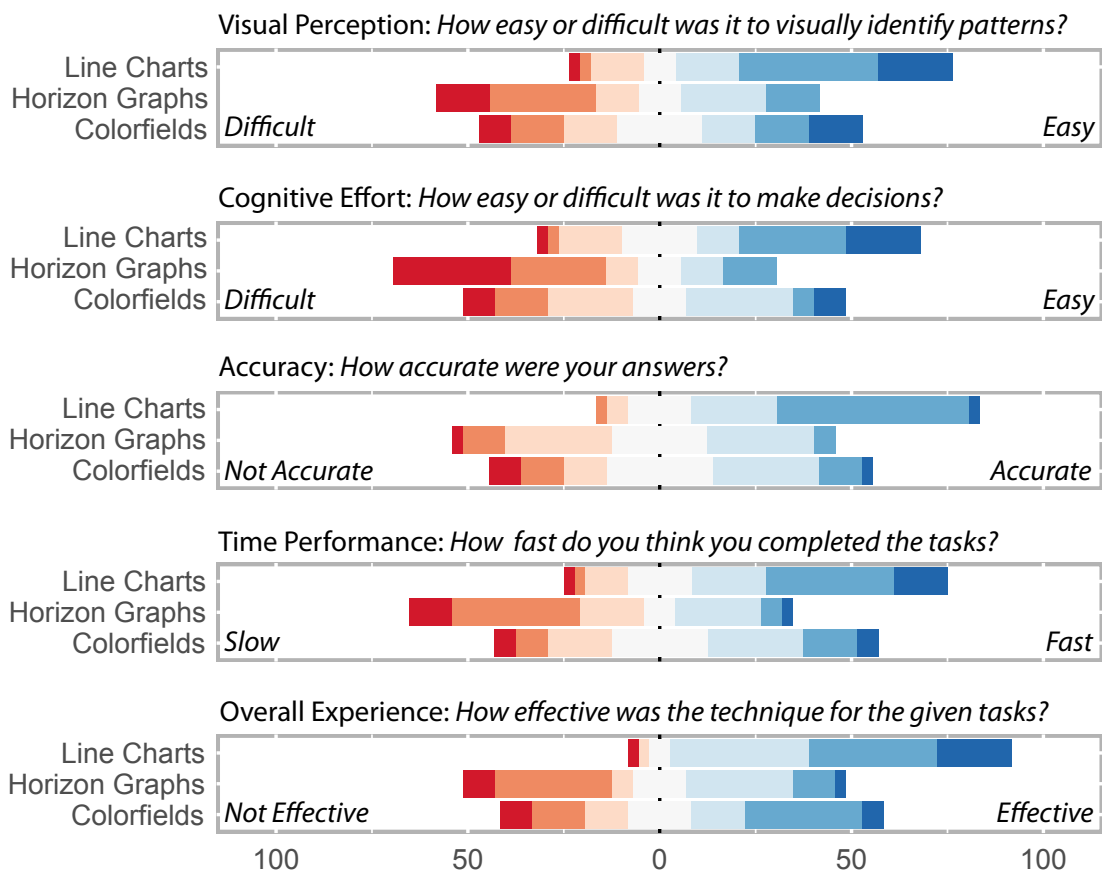 Visual Perception: How easy or difficult was it to visually identify patterns?
Line Charts
Horizon Graphs
Colorfields
Difficult
Easy
Cognitive Effort: How easy or difficult was it to make decisions?
Line Charts
Horizon Graphs
Colorfields
Difficult
Easy
Accuracy: How accurate were your answers?
Line Charts
Horizon Graphs
Colorfields
Not Accurate
Accurate
Time Performance: How fast do you think you completed the tasks?
Line Charts
Horizon Graphs
Colorfields
Slow
Fast
Overall Experience: How effective was the technique for the given tasks?
Line Charts
Horizon Graphs
Colorfields
Not Effective
Effective
100 50 0 50 100